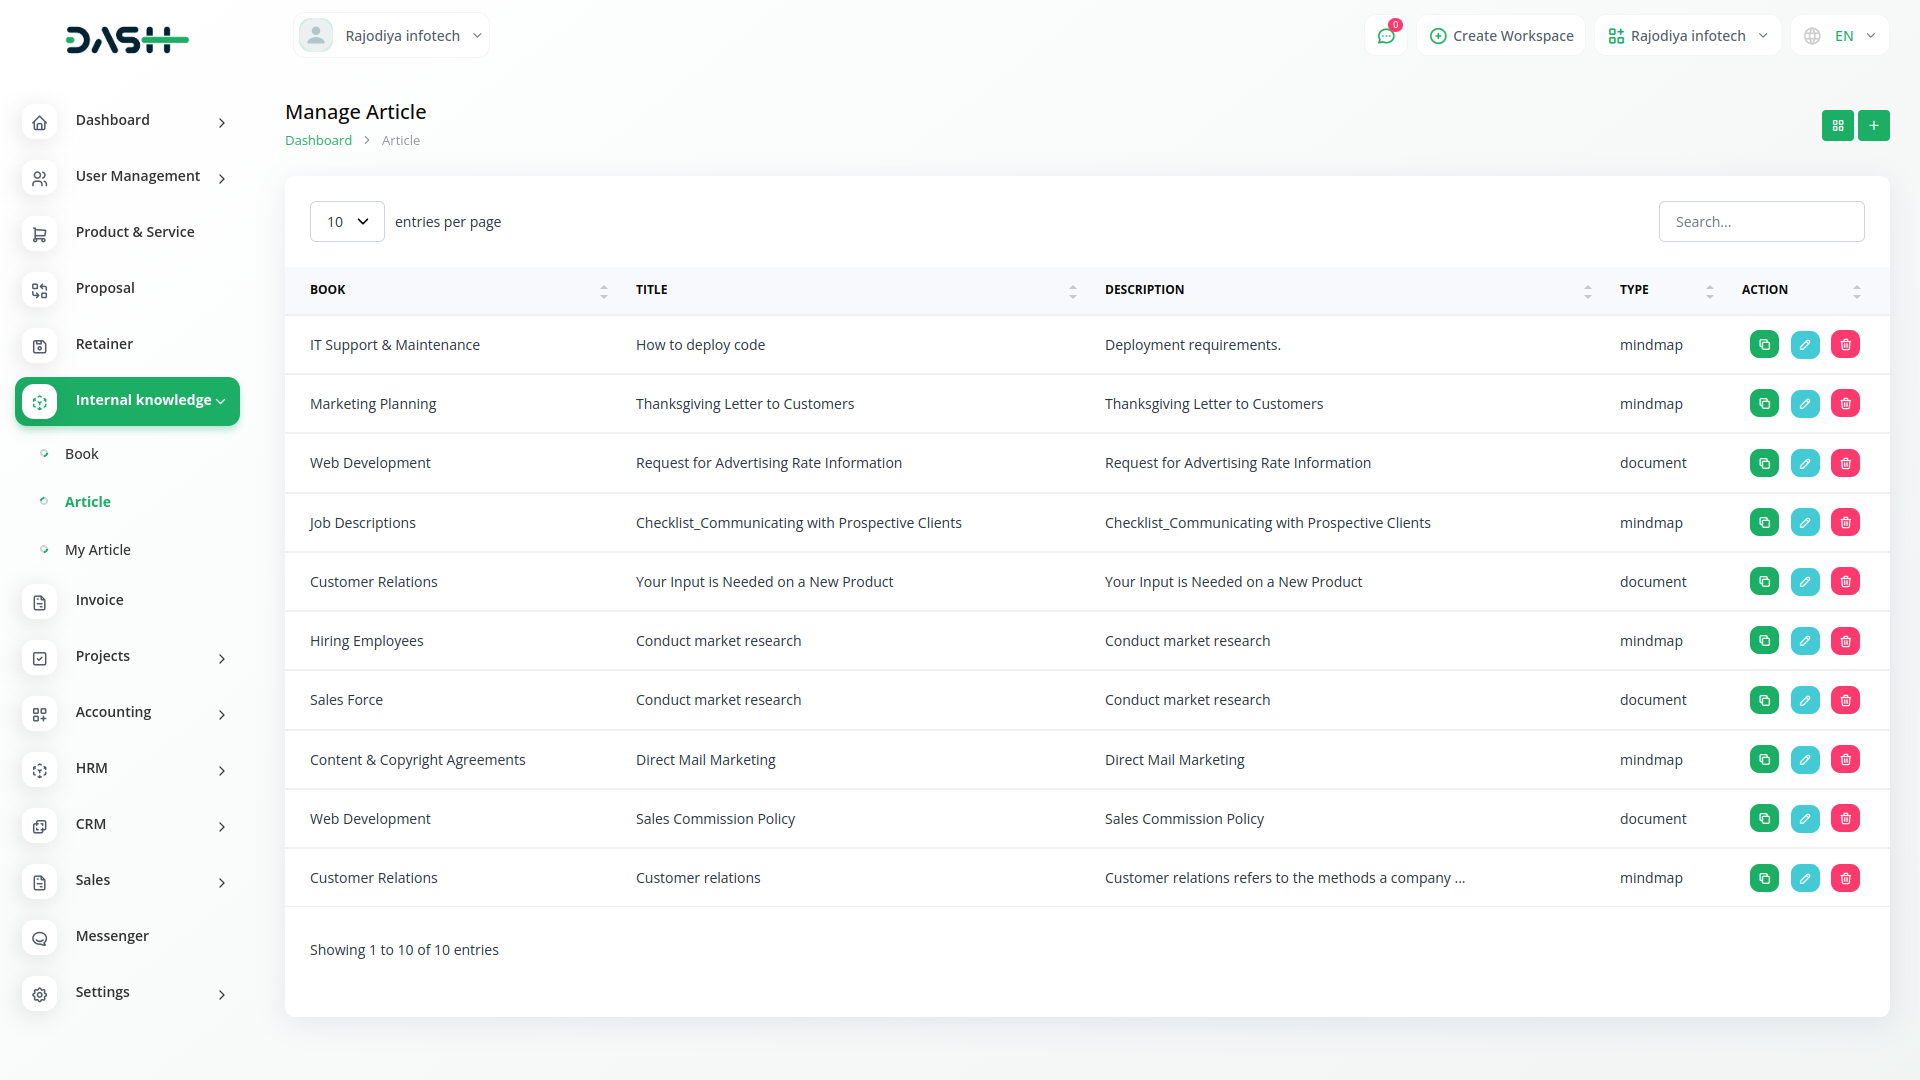 DASH
Rajodiya infotech
0
Create Workspace
Rajodiya infotech
EN
Dashboard
User Management
Product & Service
Proposal
Retainer
Internal knowledge
Book
Article
My Article
Invoice
Projects
Accounting
HRM
CRM
Sales
Messenger
Settings
Manage Article
Dashboard > Article
10 entries per page
Search...
BOOK TITLE DESCRIPTION TYPE ACTION
IT Support & Maintenance How to deploy code Deployment requirements. mindmap
Marketing Planning Thanksgiving Letter to Customers Thanksgiving Letter to Customers mindmap
Web Development Request for Advertising Rate Information Request for Advertising Rate Information document
Job Descriptions Checklist_Communicating with Prospective Clients Checklist_Communicating with Prospective Clients mindmap
Customer Relations Your Input is Needed on a New Product Your Input is Needed on a New Product document
Hiring Employees Conduct market research Conduct market research mindmap
Sales Force Conduct market research Conduct market research document
Content & Copyright Agreements Direct Mail Marketing Direct Mail Marketing mindmap
Web Development Sales Commission Policy Sales Commission Policy document
Customer Relations Customer relations Customer relations refers to the methods a company ... mindmap
Showing 1 to 10 of 10 entries